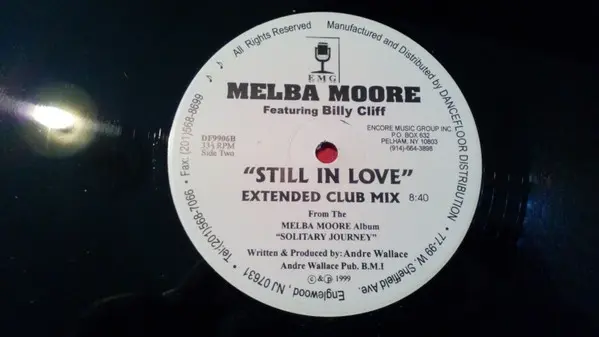 ♪ ♪ All Rights Reserved Manufactured and Distributed by DANCEFLOOR DISTRIBUTION • 77-99 W. Sheffield Ave. Englewood, NJ 07631 • Tel:(201)568-7066 • Fax: (201)568-8699
EMG
MELBA MOORE
Featuring Billy Cliff
DF9906B
33⅓ RPM
Side Two
ENCORE MUSIC GROUP INC.
P.O. BOX 632
PELHAM, NY 10803
(914)-664-3898
"STILL IN LOVE"
EXTENDED CLUB MIX 8:40
From The
MELBA MOORE Album
"SOLITARY JOURNEY"
Written & Produced by: Andre Wallace
Andre Wallace Pub. B.M.I
© & ℗ 1999